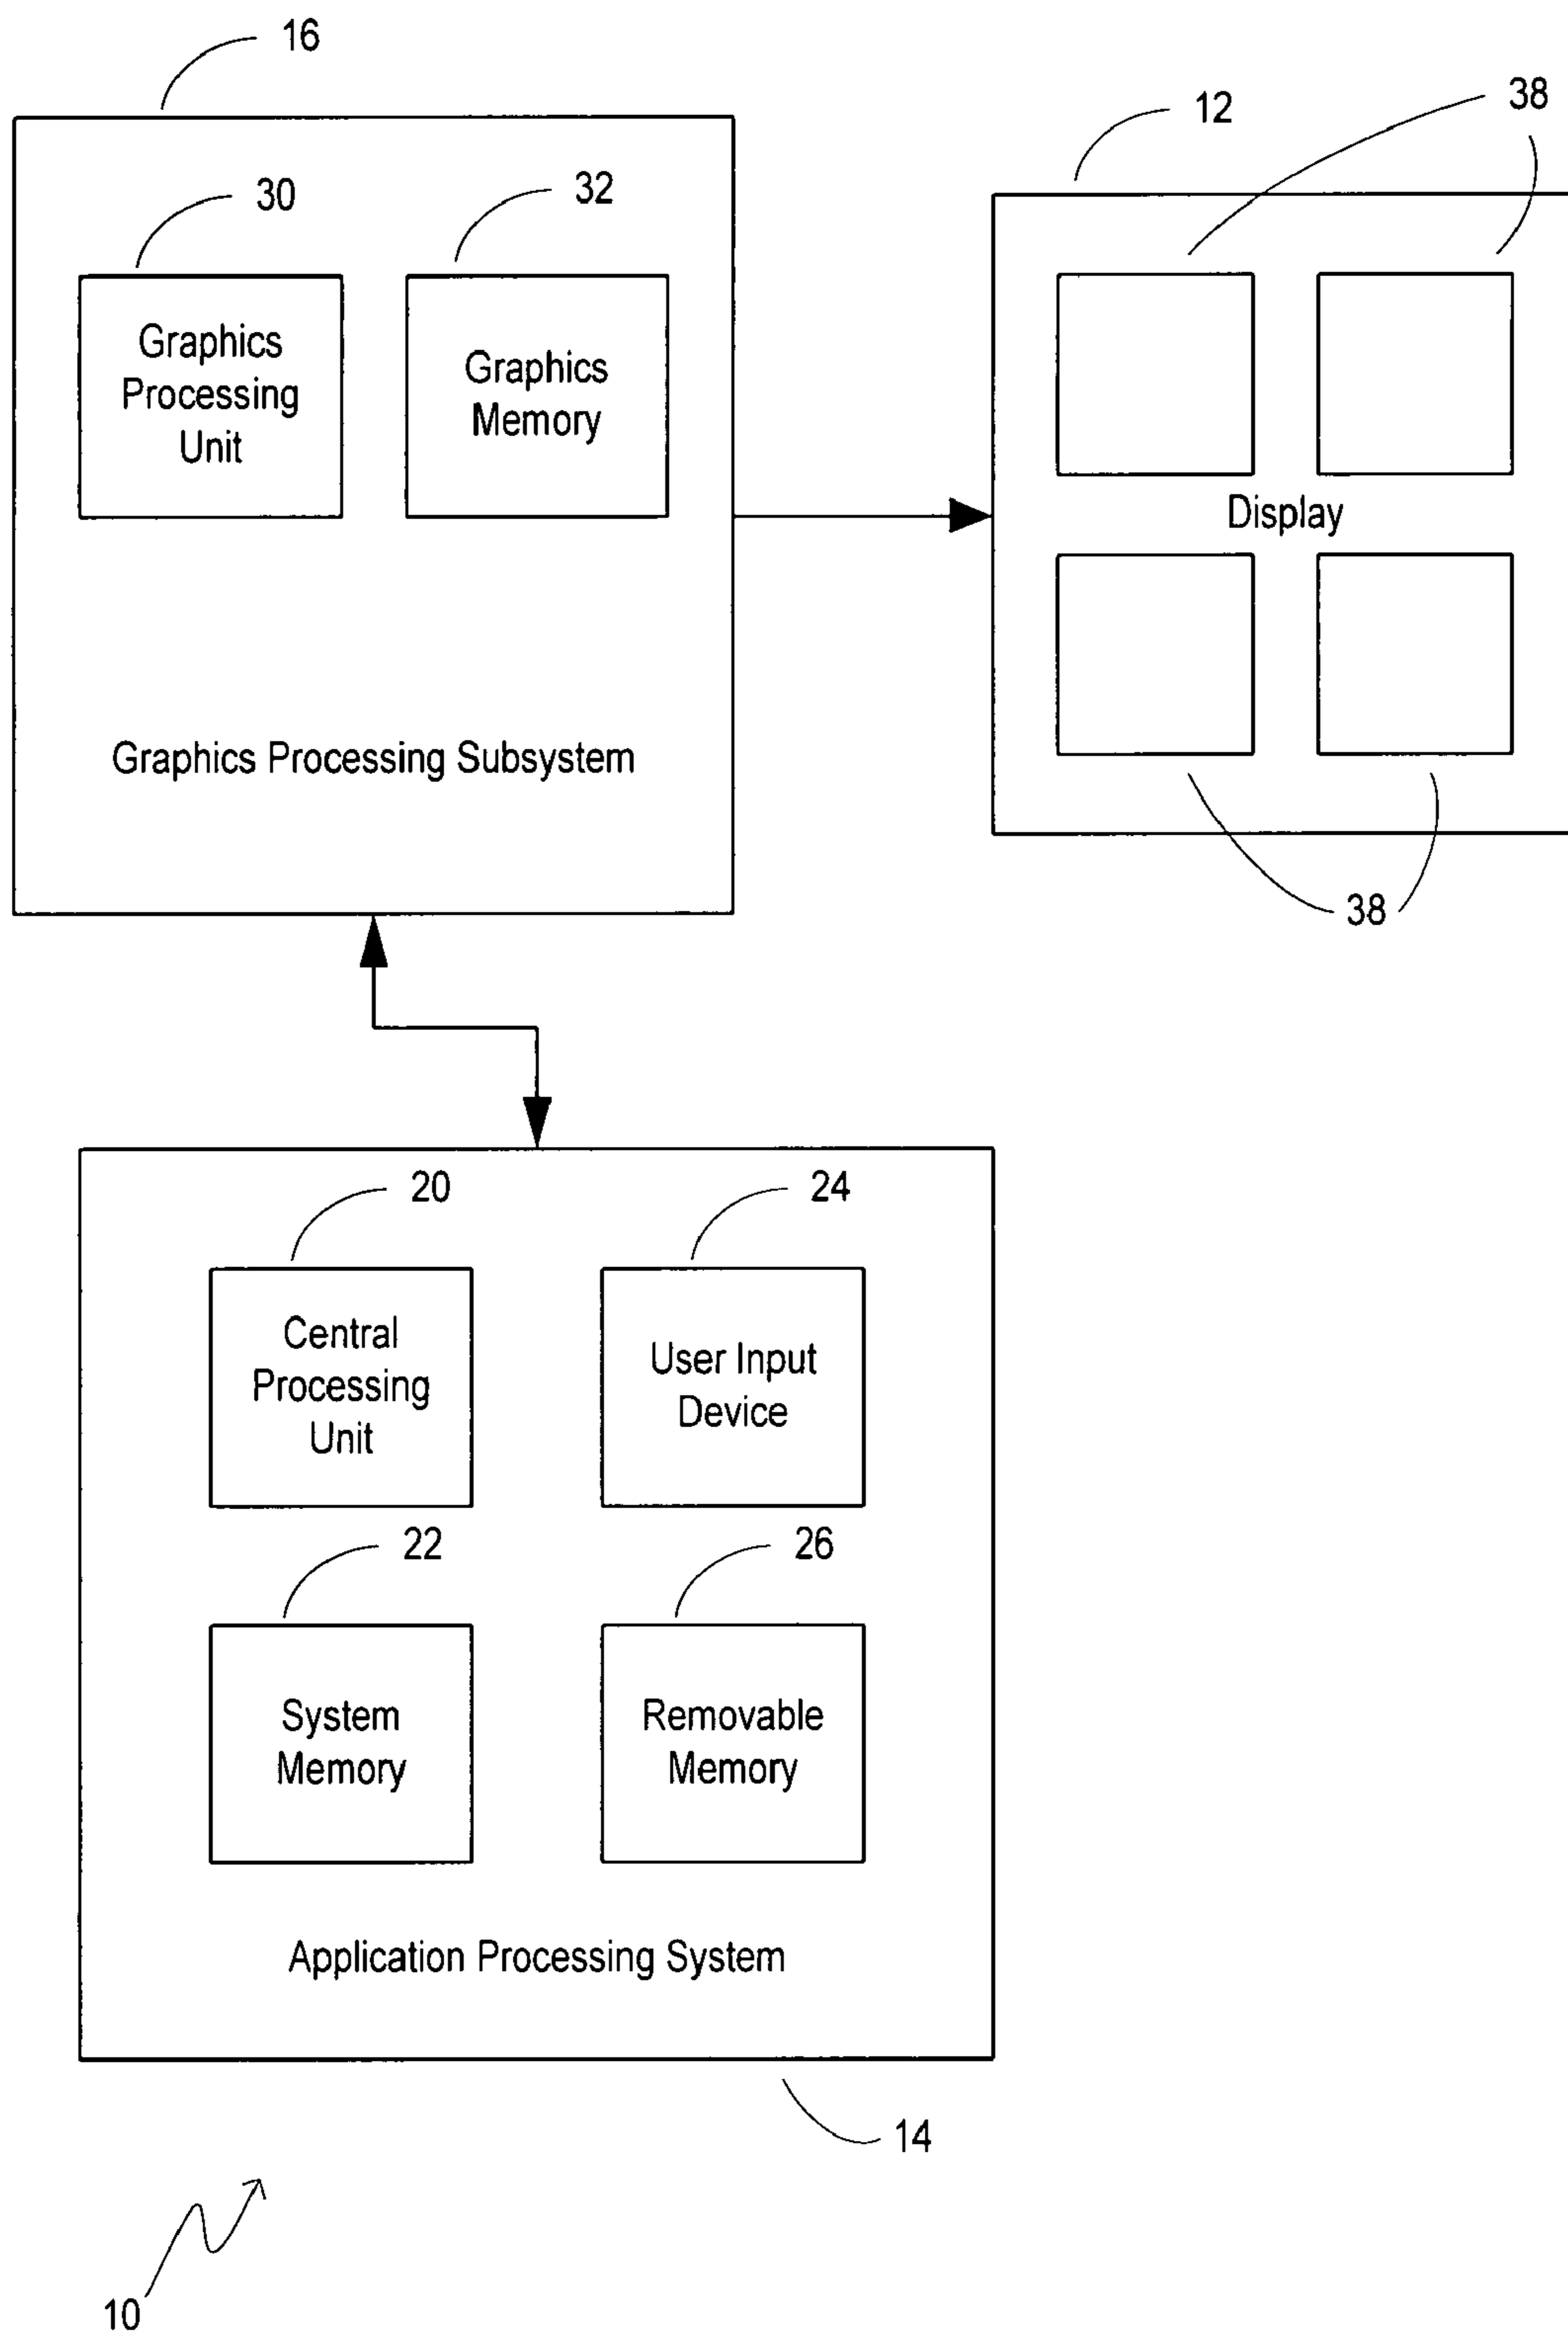 16
12
38
30
32
Graphics
Processing
Unit
Graphics
Memory
Display
Graphics Processing Subsystem
38
20
24
Central
Processing
Unit
User Input
Device
22
26
System
Memory
Removable
Memory
Application Processing System
14
10